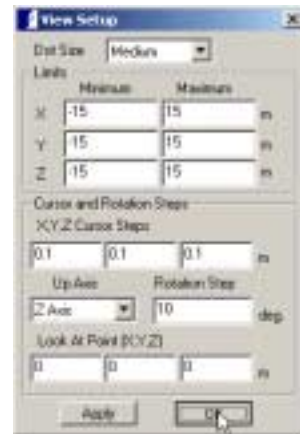 View Setup
Dot Size Medium
Limits
Minimum Maximum
X -15 15 m
Y -15 15 m
Z -15 15 m
Cursor and Rotation Steps
X,Y,Z Cursor Steps
0.1 0.1 0.1 m
Up Axis Rotation Step
Z Axis 10 deg
Look At Point (X,Y,Z)
0 0 0 m
Apply OK